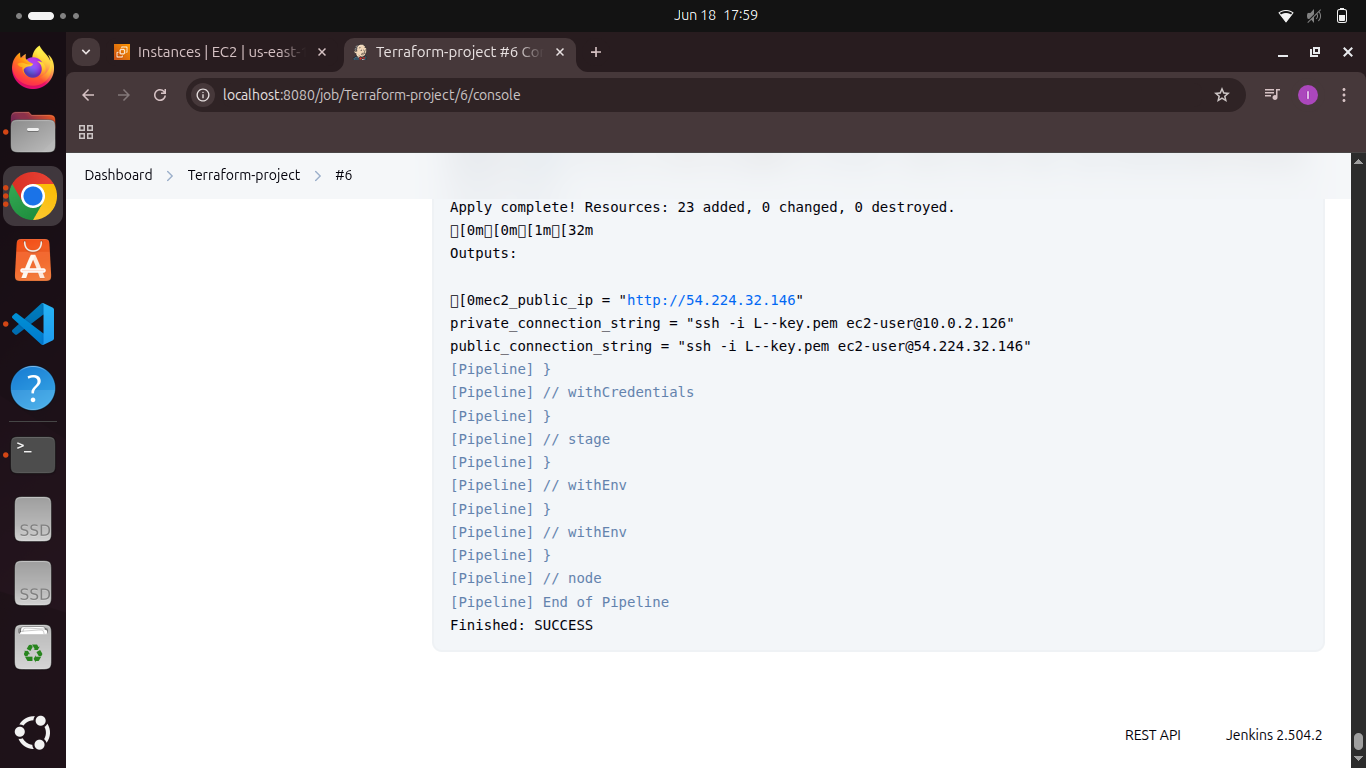 Jun 18 17:59
Instances | EC2 | us-east-
Terraform-project #6 Co
localhost:8080/job/Terraform-project/6/console
I
Dashboard
Terraform-project
#6
Apply complete! Resources: 23 added, 0 changed, 0 destroyed.
[0m[0m[1m[32m
Outputs:
[0mec2_public_ip = "http://54.224.32.146"
private_connection_string = "ssh -i L--key.pem ec2-user@10.0.2.126"
public_connection_string = "ssh -i L--key.pem ec2-user@54.224.32.146"
[Pipeline] }
[Pipeline] // withCredentials
[Pipeline] }
[Pipeline] // stage
[Pipeline] }
[Pipeline] // withEnv
[Pipeline] }
[Pipeline] // withEnv
[Pipeline] }
[Pipeline] // node
[Pipeline] End of Pipeline
Finished: SUCCESS
>_
SSD
SSD
REST API
Jenkins 2.504.2